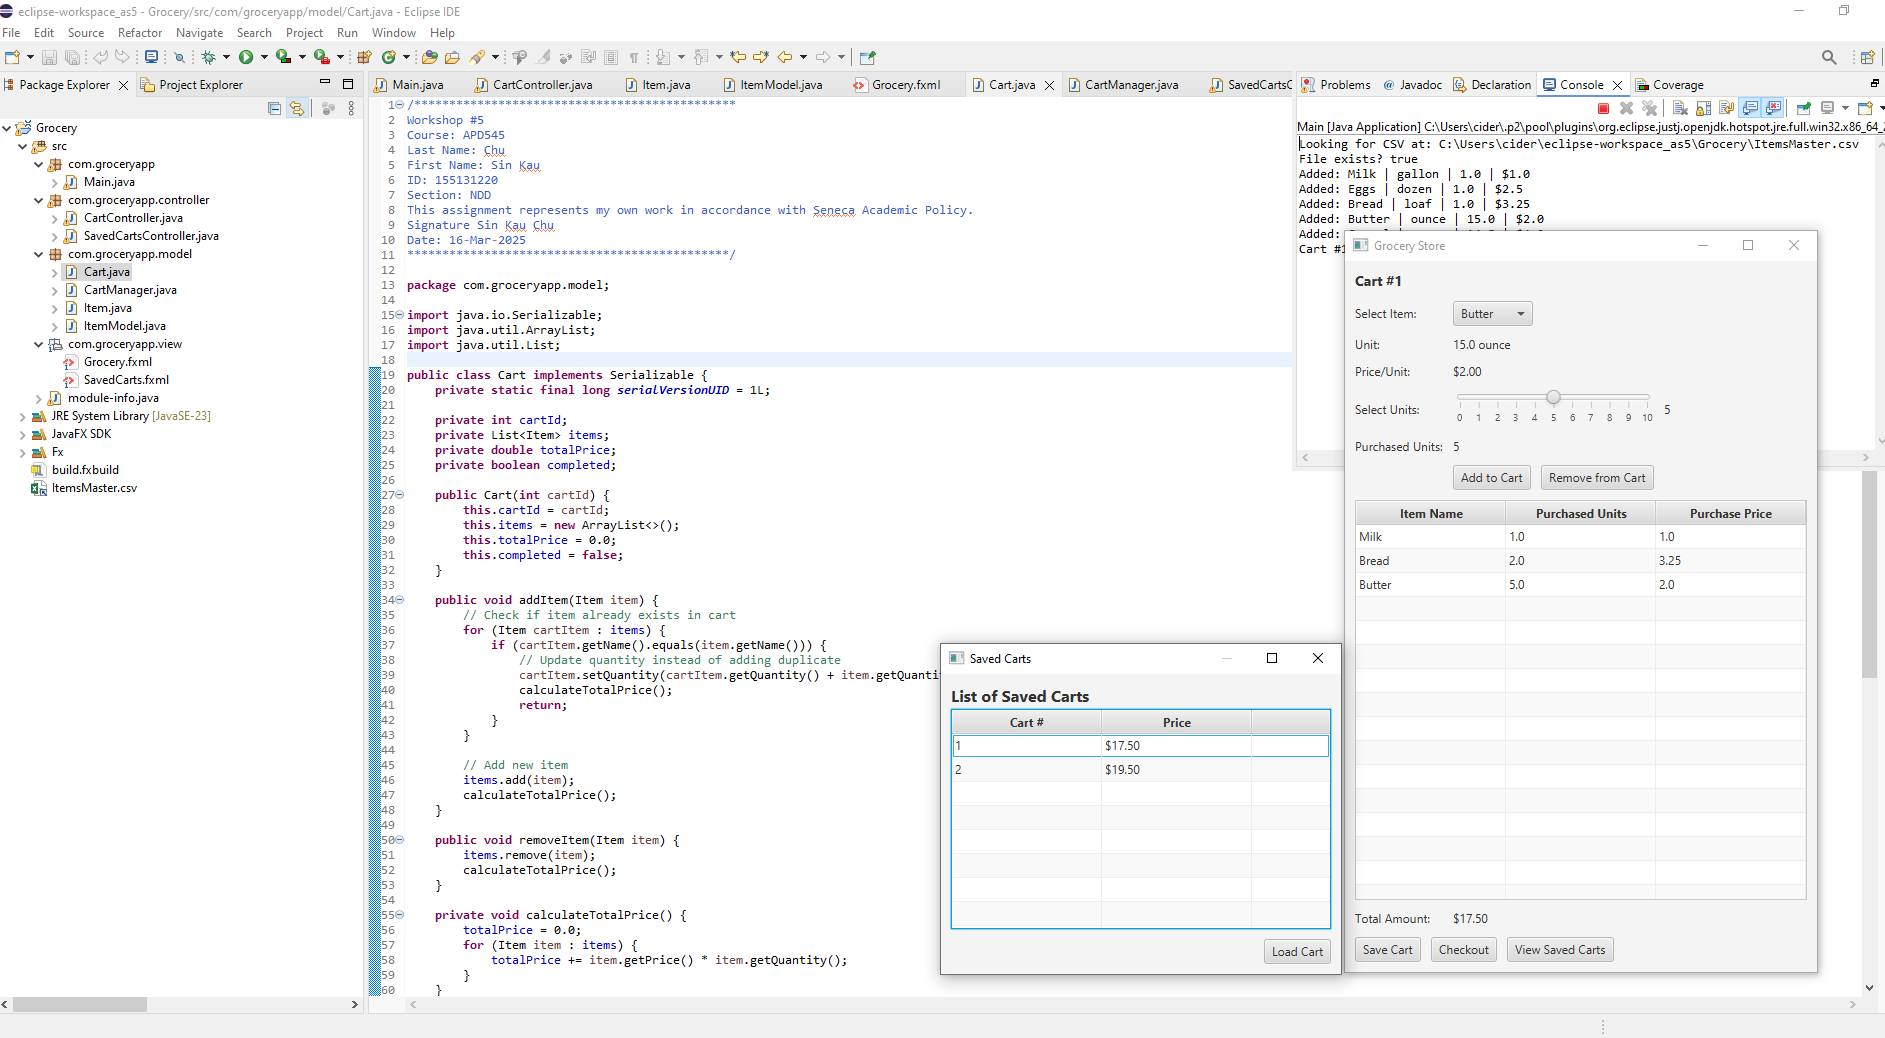 eclipse-workspace_as5 - Grocery/src/com/groceryapp/model/Cart.java - Eclipse IDE
File Edit Source Refactor Navigate Search Project Run Window Help
Package Explorer
Project Explorer
Grocery
src
com.groceryapp
Main.java
com.groceryapp.controller
CartController.java
SavedCartsController.java
com.groceryapp.model
Cart.java
CartManager.java
Item.java
ItemModel.java
com.groceryapp.view
Grocery.fxml
SavedCarts.fxml
module-info.java
JRE System Library [JavaSE-23]
JavaFX SDK
Fx
build.fxbuild
ItemsMaster.csv
Main.java CartController.java Item.java ItemModel.java Grocery.fxml Cart.java CartManager.java SavedCartsC
1 /**********************************************
2 Workshop #5
3 Course: APD545
4 Last Name: Chu
5 First Name: Sin Kau
6 ID: 155131220
7 Section: NDD
8 This assignment represents my own work in accordance with Seneca Academic Policy.
9 Signature Sin Kau Chu
10 Date: 16-Mar-2025
11 **********************************************/
12
13 package com.groceryapp.model;
14
15 import java.io.Serializable;
16 import java.util.ArrayList;
17 import java.util.List;
18
19 public class Cart implements Serializable {
20 private static final long serialVersionUID = 1L;
21
22 private int cartId;
23 private List<Item> items;
24 private double totalPrice;
25 private boolean completed;
26
27 public Cart(int cartId) {
28 this.cartId = cartId;
29 this.items = new ArrayList<>();
30 this.totalPrice = 0.0;
31 this.completed = false;
32 }
33
34 public void addItem(Item item) {
35 // Check if item already exists in cart
36 for (Item cartItem : items) {
37 if (cartItem.getName().equals(item.getName())) {
38 // Update quantity instead of adding duplicate
39 cartItem.setQuantity(cartItem.getQuantity() + item.getQuanti
40 calculateTotalPrice();
41 return;
42 }
43 }
44
45 // Add new item
46 items.add(item);
47 calculateTotalPrice();
48 }
49
50 public void removeItem(Item item) {
51 items.remove(item);
52 calculateTotalPrice();
53 }
54
55 private void calculateTotalPrice() {
56 totalPrice = 0.0;
57 for (Item item : items) {
58 totalPrice += item.getPrice() * item.getQuantity();
59 }
60 }
Problems Javadoc Declaration Console Coverage
Main [Java Application] C:\Users\cider\.p2\pool\plugins\org.eclipse.justj.openjdk.hotspot.jre.full.win32.x86_64_2
Looking for CSV at: C:\Users\cider\eclipse-workspace_as5\Grocery\ItemsMaster.csv
File exists? true
Added: Milk | gallon | 1.0 | $1.0
Added: Eggs | dozen | 1.0 | $2.5
Added: Bread | loaf | 1.0 | $3.25
Added: Butter | ounce | 15.0 | $2.0
Added:
Cart #1
Grocery Store
Cart #1
Select Item: Butter
Unit: 15.0 ounce
Price/Unit: $2.00
Select Units: 5
0 1 2 3 4 5 6 7 8 9 10
Purchased Units: 5
Add to Cart Remove from Cart
Item Name Purchased Units Purchase Price
Milk 1.0 1.0
Bread 2.0 3.25
Butter 5.0 2.0
Total Amount: $17.50
Save Cart Checkout View Saved Carts
Saved Carts
List of Saved Carts
Cart # Price
1 $17.50
2 $19.50
Load Cart